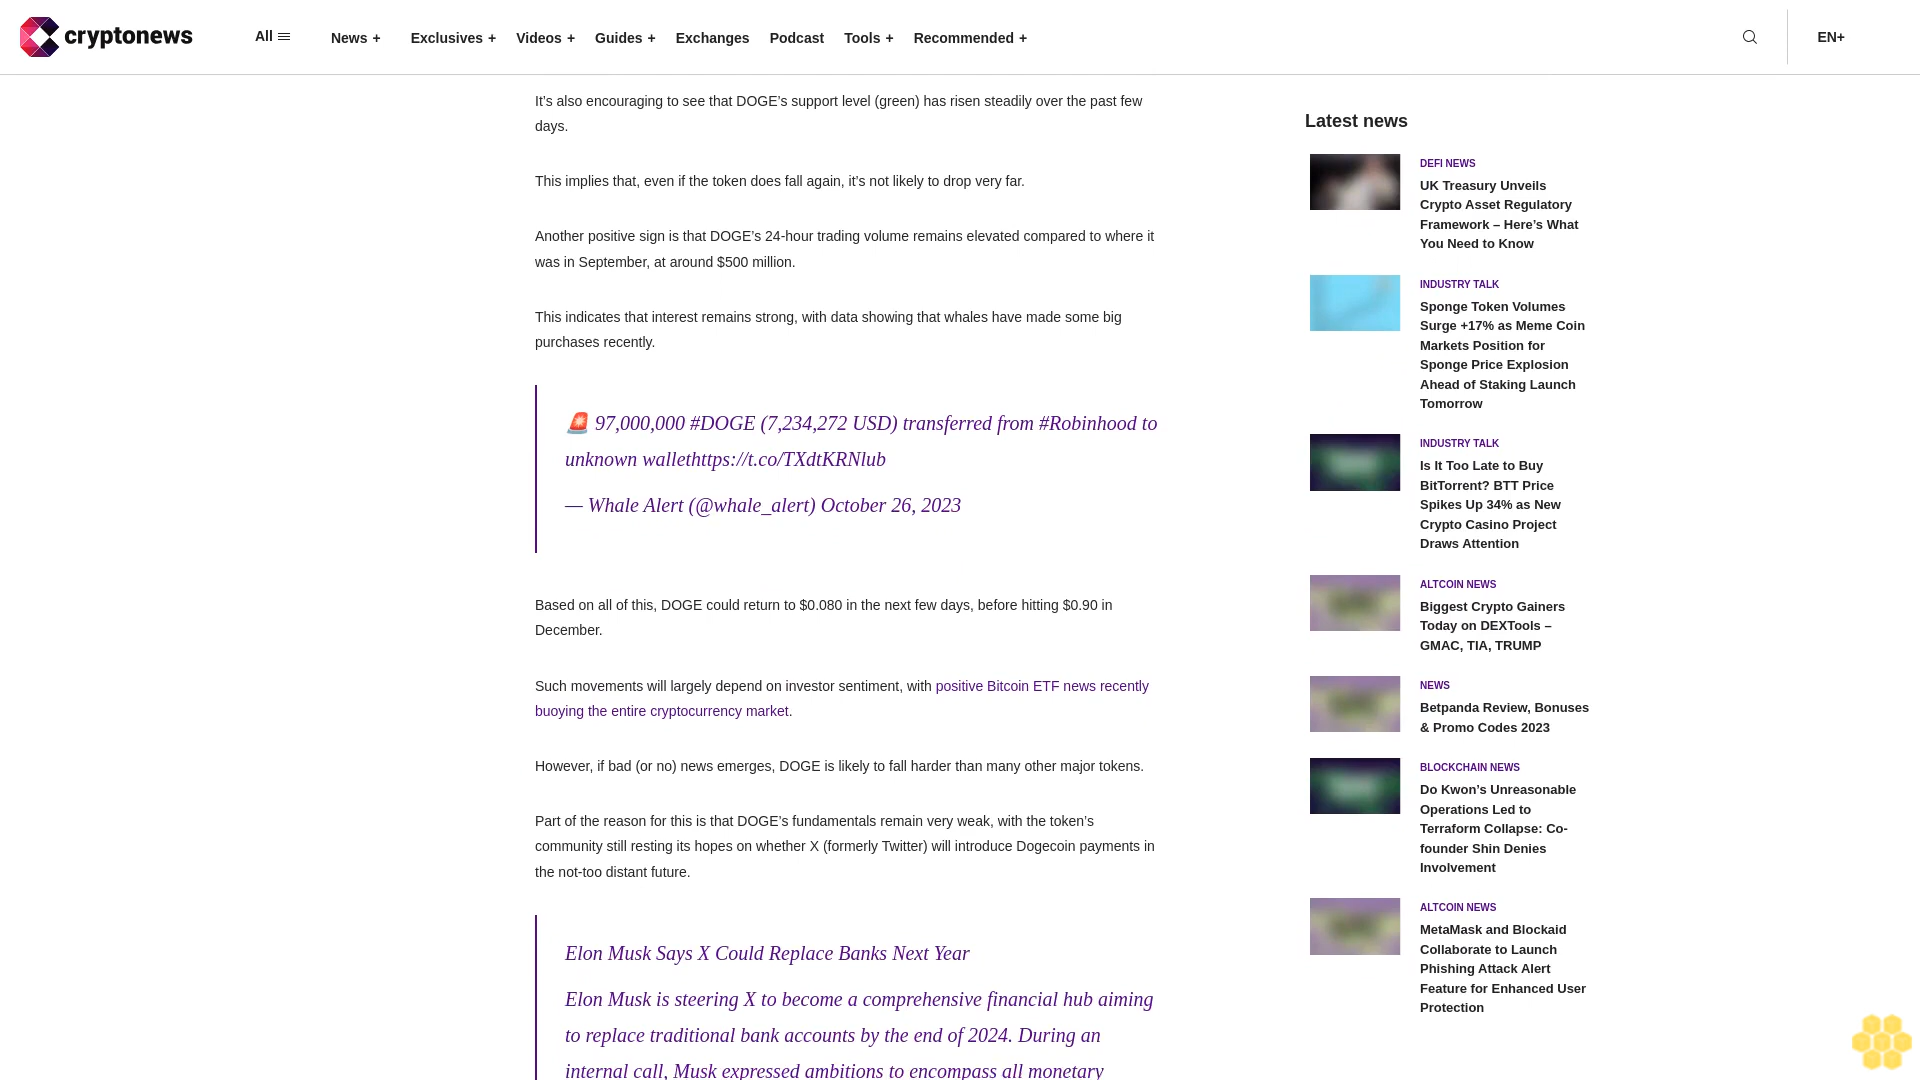 cryptonews
All
News +
Exclusives +
Videos +
Guides +
Exchanges
Podcast
Tools +
Recommended +
EN+
It’s also encouraging to see that DOGE’s support level (green) has risen steadily over the past few
days.
This implies that, even if the token does fall again, it’s not likely to drop very far.
Another positive sign is that DOGE’s 24-hour trading volume remains elevated compared to where it
was in September, at around $500 million.
This indicates that interest remains strong, with data showing that whales have made some big
purchases recently.
🚨 97,000,000 #DOGE (7,234,272 USD) transferred from #Robinhood to
unknown wallethttps://t.co/TXdtKRNlub
— Whale Alert (@whale_alert) October 26, 2023
Based on all of this, DOGE could return to $0.080 in the next few days, before hitting $0.90 in
December.
Such movements will largely depend on investor sentiment, with positive Bitcoin ETF news recently
buoying the entire cryptocurrency market.
However, if bad (or no) news emerges, DOGE is likely to fall harder than many other major tokens.
Part of the reason for this is that DOGE’s fundamentals remain very weak, with the token’s
community still resting its hopes on whether X (formerly Twitter) will introduce Dogecoin payments in
the not-too distant future.
Elon Musk Says X Could Replace Banks Next Year
Elon Musk is steering X to become a comprehensive financial hub aiming
to replace traditional bank accounts by the end of 2024. During an
internal call, Musk expressed ambitions to encompass all monetary
Latest news
DEFI NEWS
UK Treasury Unveils
Crypto Asset Regulatory
Framework – Here’s What
You Need to Know
INDUSTRY TALK
Sponge Token Volumes
Surge +17% as Meme Coin
Markets Position for
Sponge Price Explosion
Ahead of Staking Launch
Tomorrow
INDUSTRY TALK
Is It Too Late to Buy
BitTorrent? BTT Price
Spikes Up 34% as New
Crypto Casino Project
Draws Attention
ALTCOIN NEWS
Biggest Crypto Gainers
Today on DEXTools –
GMAC, TIA, TRUMP
NEWS
Betpanda Review, Bonuses
& Promo Codes 2023
BLOCKCHAIN NEWS
Do Kwon’s Unreasonable
Operations Led to
Terraform Collapse: Co-
founder Shin Denies
Involvement
ALTCOIN NEWS
MetaMask and Blockaid
Collaborate to Launch
Phishing Attack Alert
Feature for Enhanced User
Protection